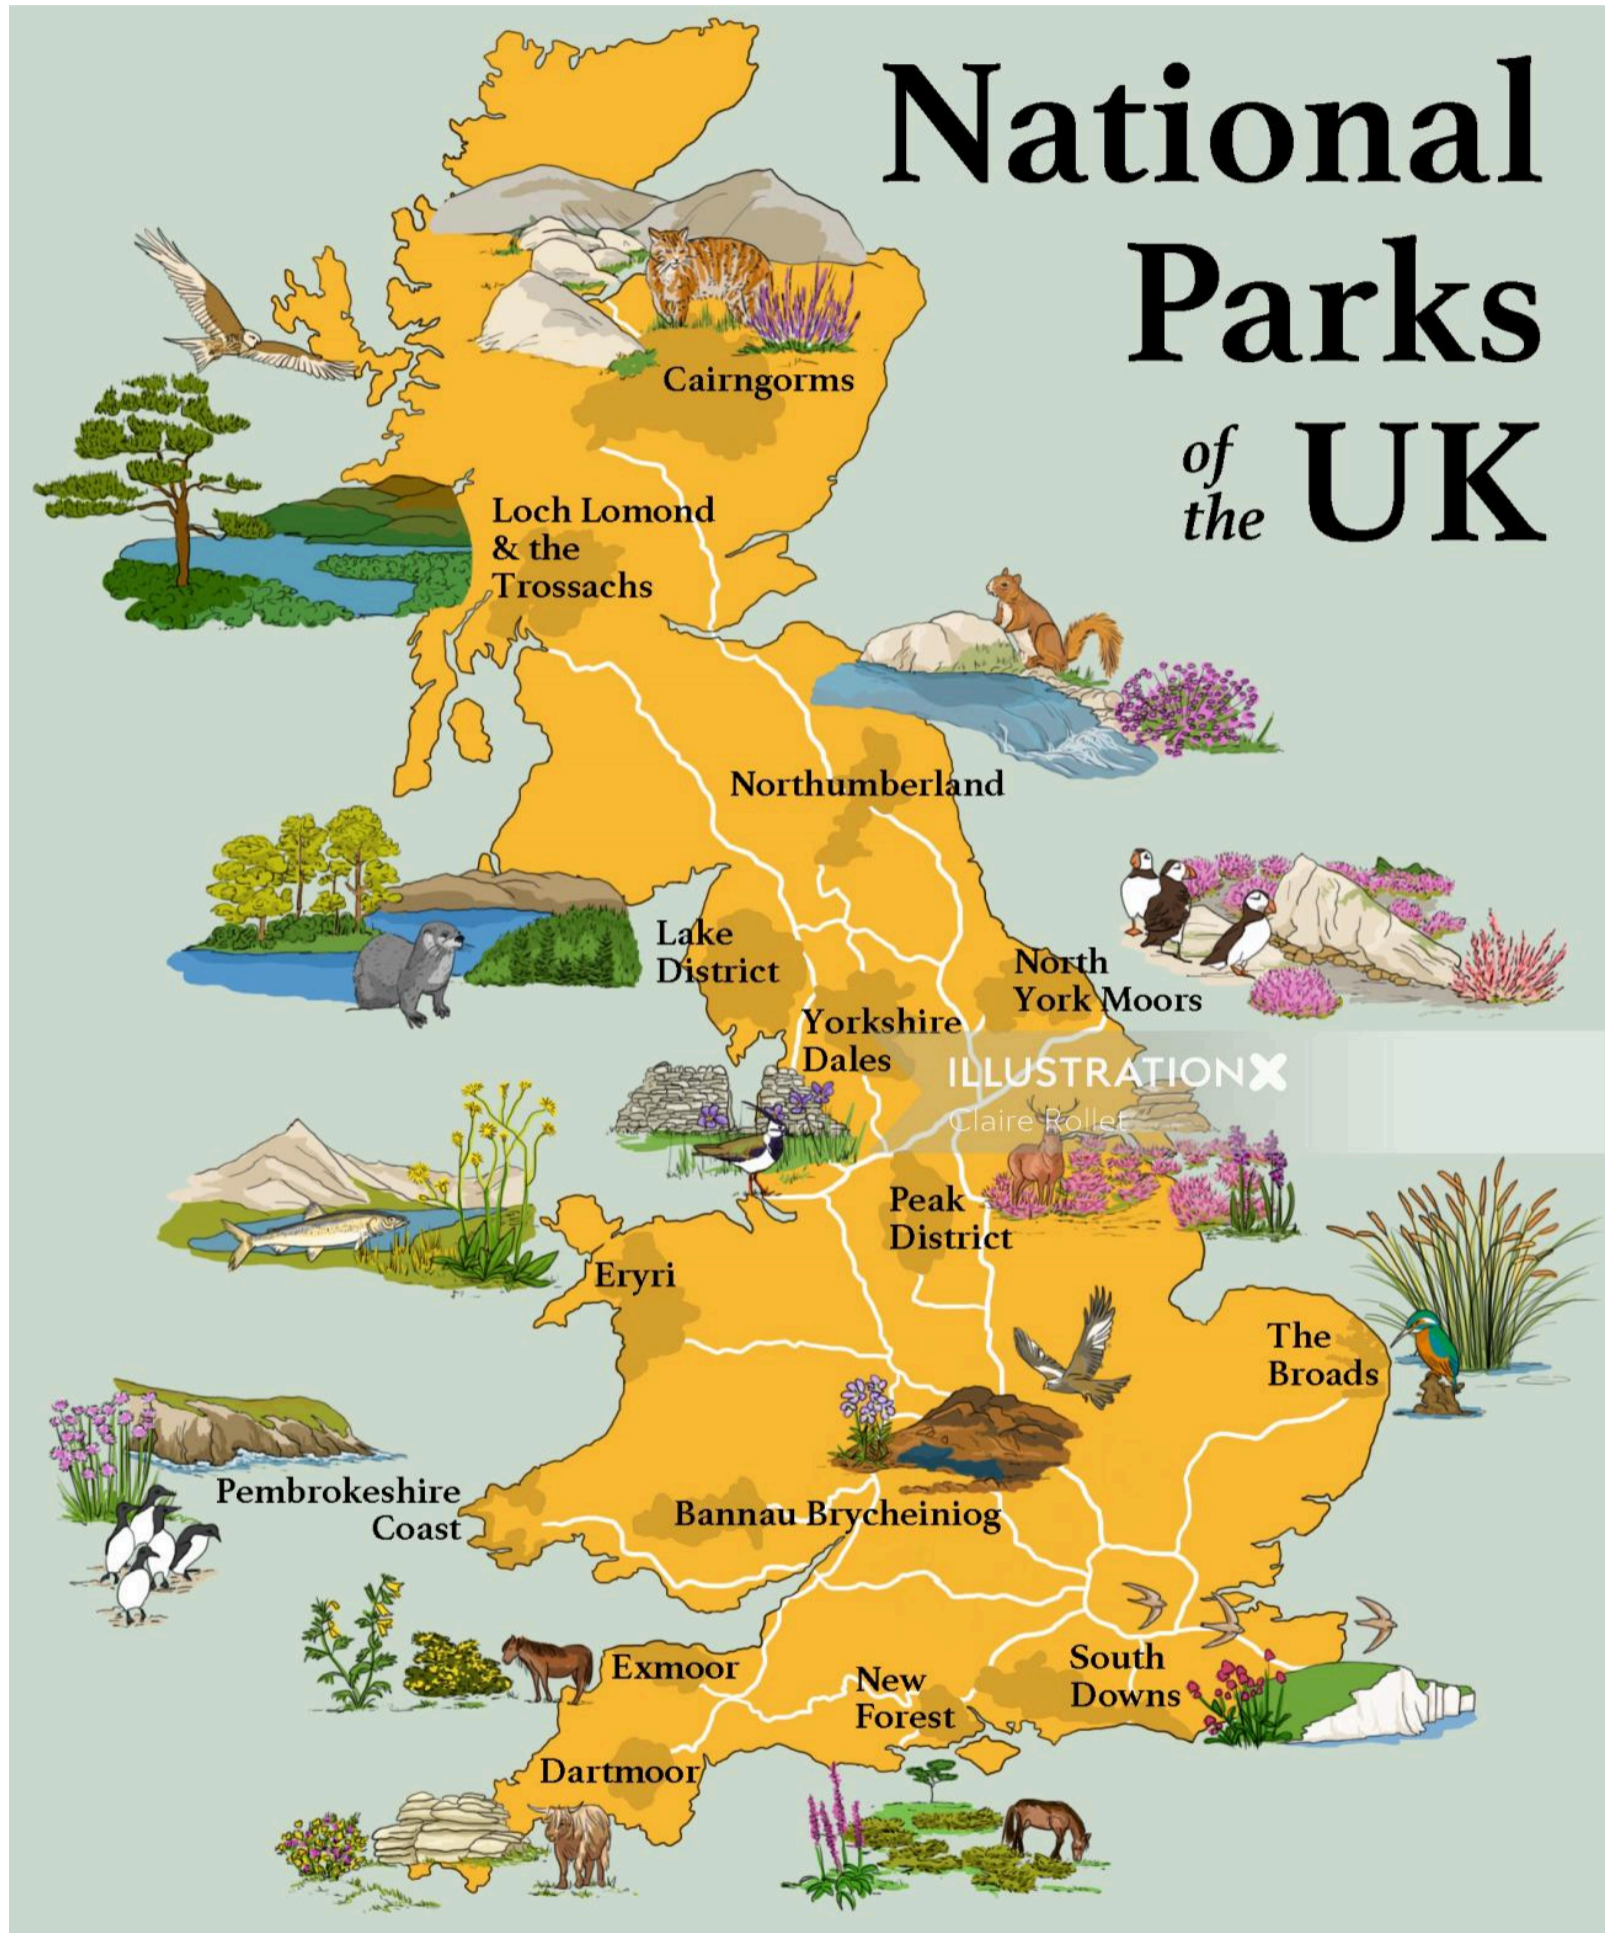 National
Parks
of
the
UK
Cairngorms
Loch Lomond
& the
Trossachs
Northumberland
Lake
District
North
York Moors
Yorkshire
Dales
ILLUSTRATIONX
Claire Rollet
Peak
District
Eryri
The
Broads
Pembrokeshire
Coast
Bannau Brycheiniog
Exmoor
New
Forest
South
Downs
Dartmoor